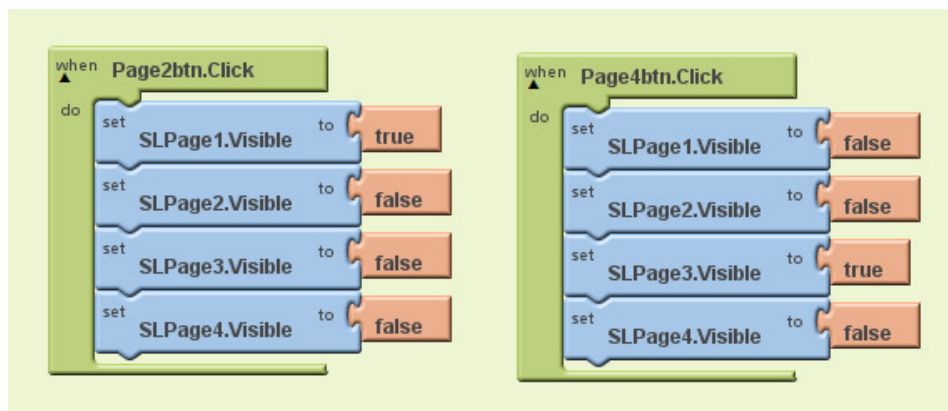 when Page2btn.Click
do
set SLPage1.Visible to true
set SLPage2.Visible to false
set SLPage3.Visible to false
set SLPage4.Visible to false
when Page4btn.Click
do
set SLPage1.Visible to false
set SLPage2.Visible to false
set SLPage3.Visible to true
set SLPage4.Visible to false